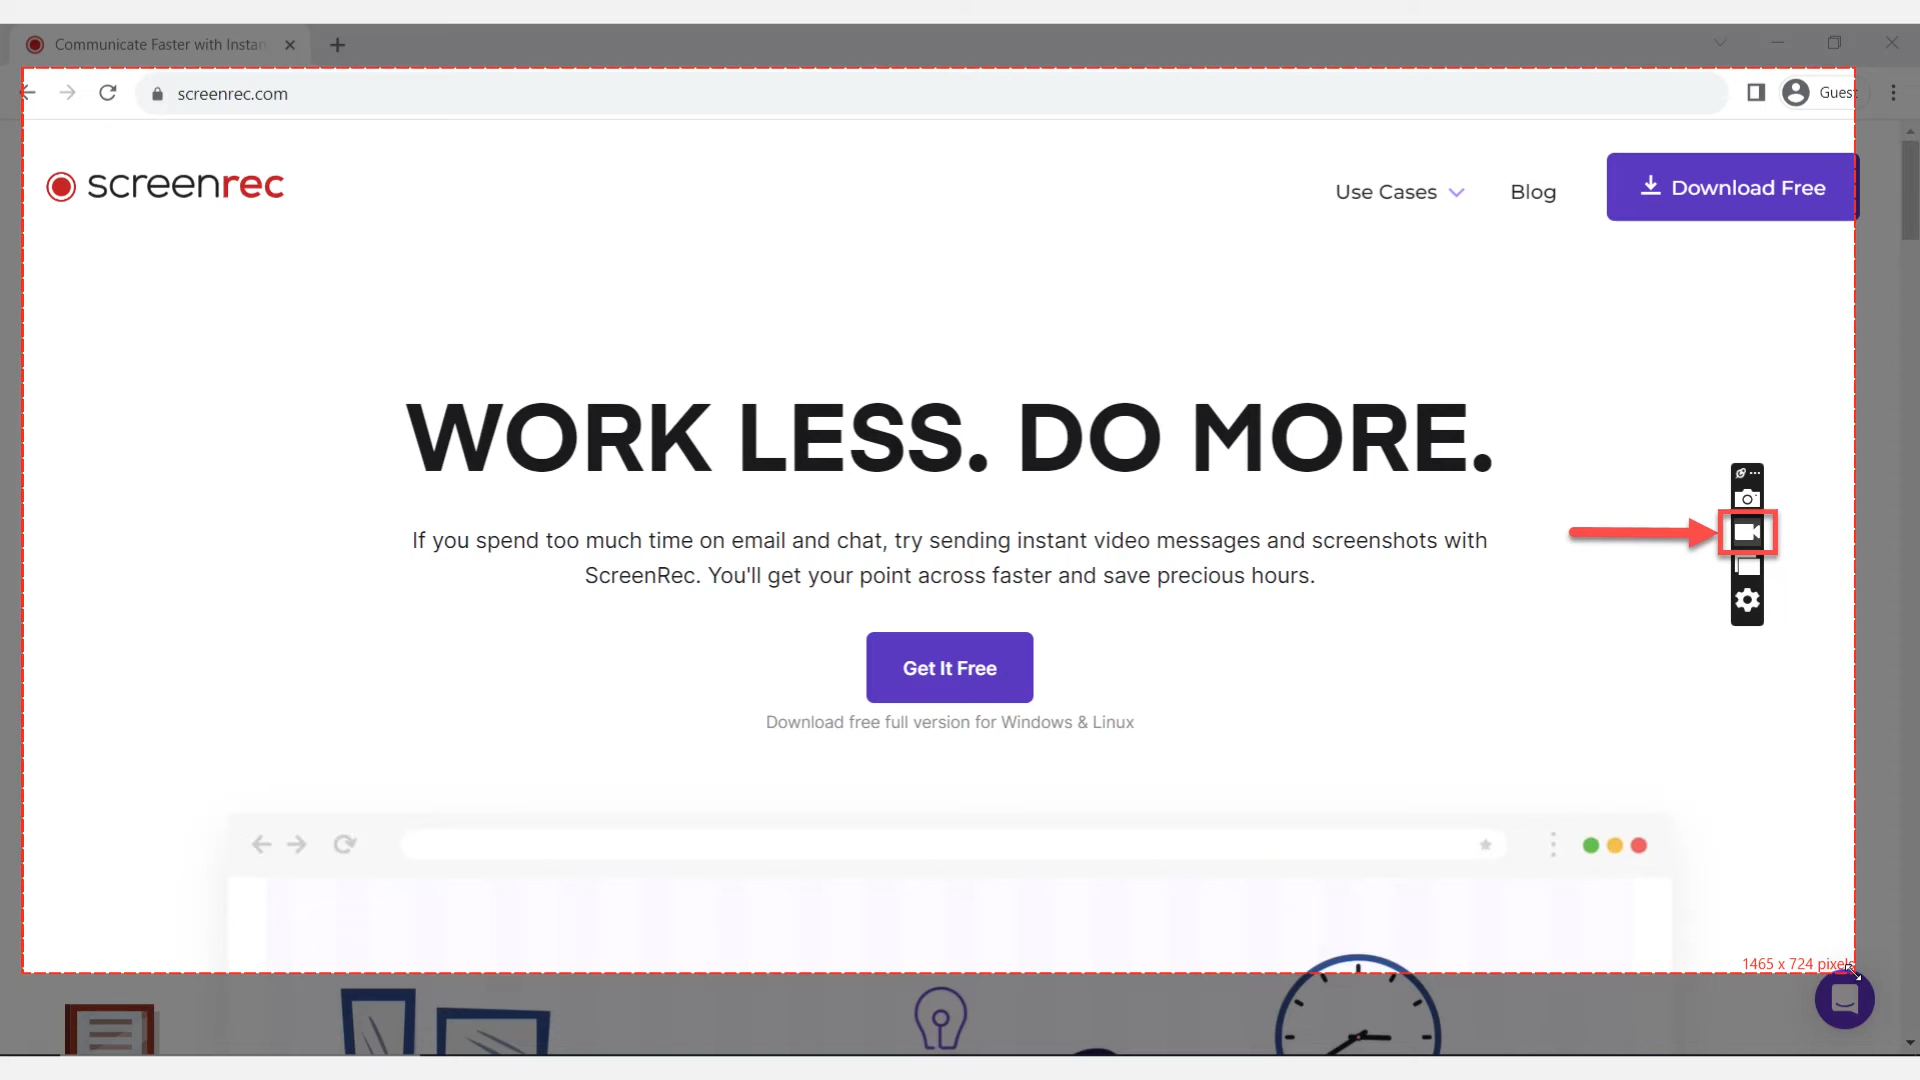 Communicate Faster with Instan
screenrec.com
Guest
screenrec
Use Cases
Blog
Download Free
WORK LESS. DO MORE.
If you spend too much time on email and chat, try sending instant video messages and screenshots with
ScreenRec. You'll get your point across faster and save precious hours.
Get It Free
Download free full version for Windows & Linux
1465 x 724 pixels